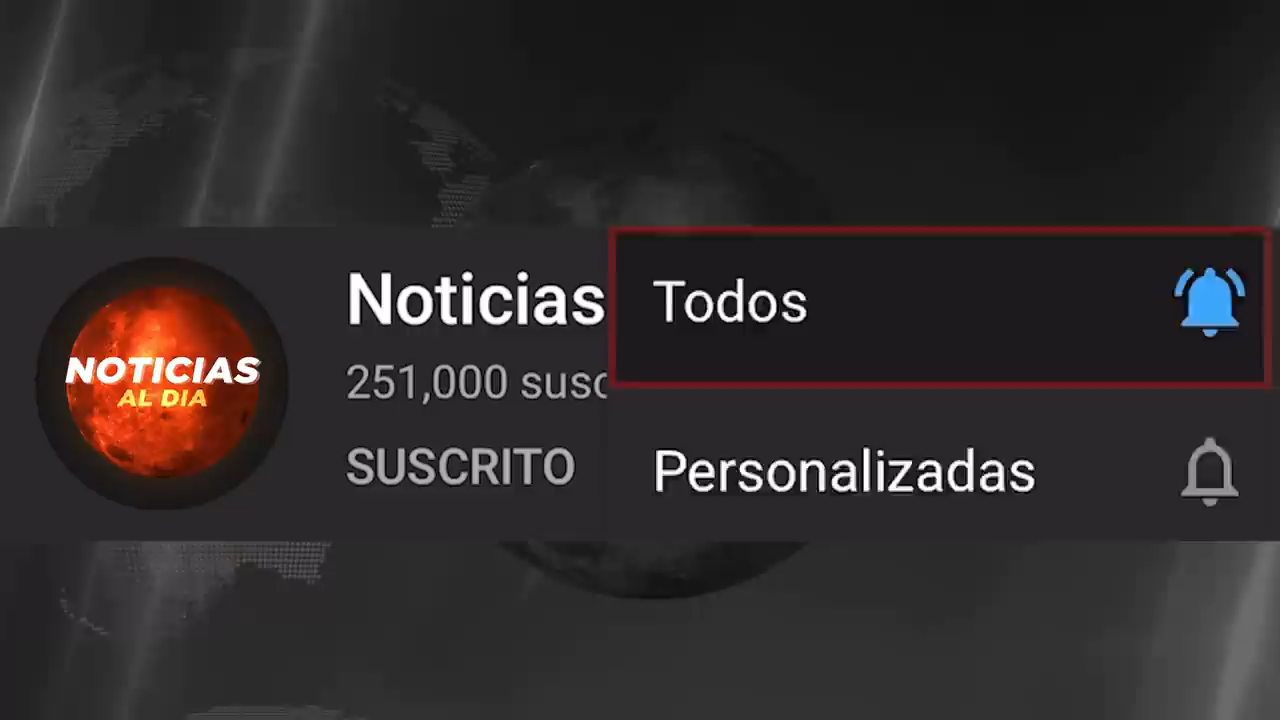 NOTICIAS
AL DIA
Noticias
251,000 susc
SUSCRITO
Todos
Personalizadas